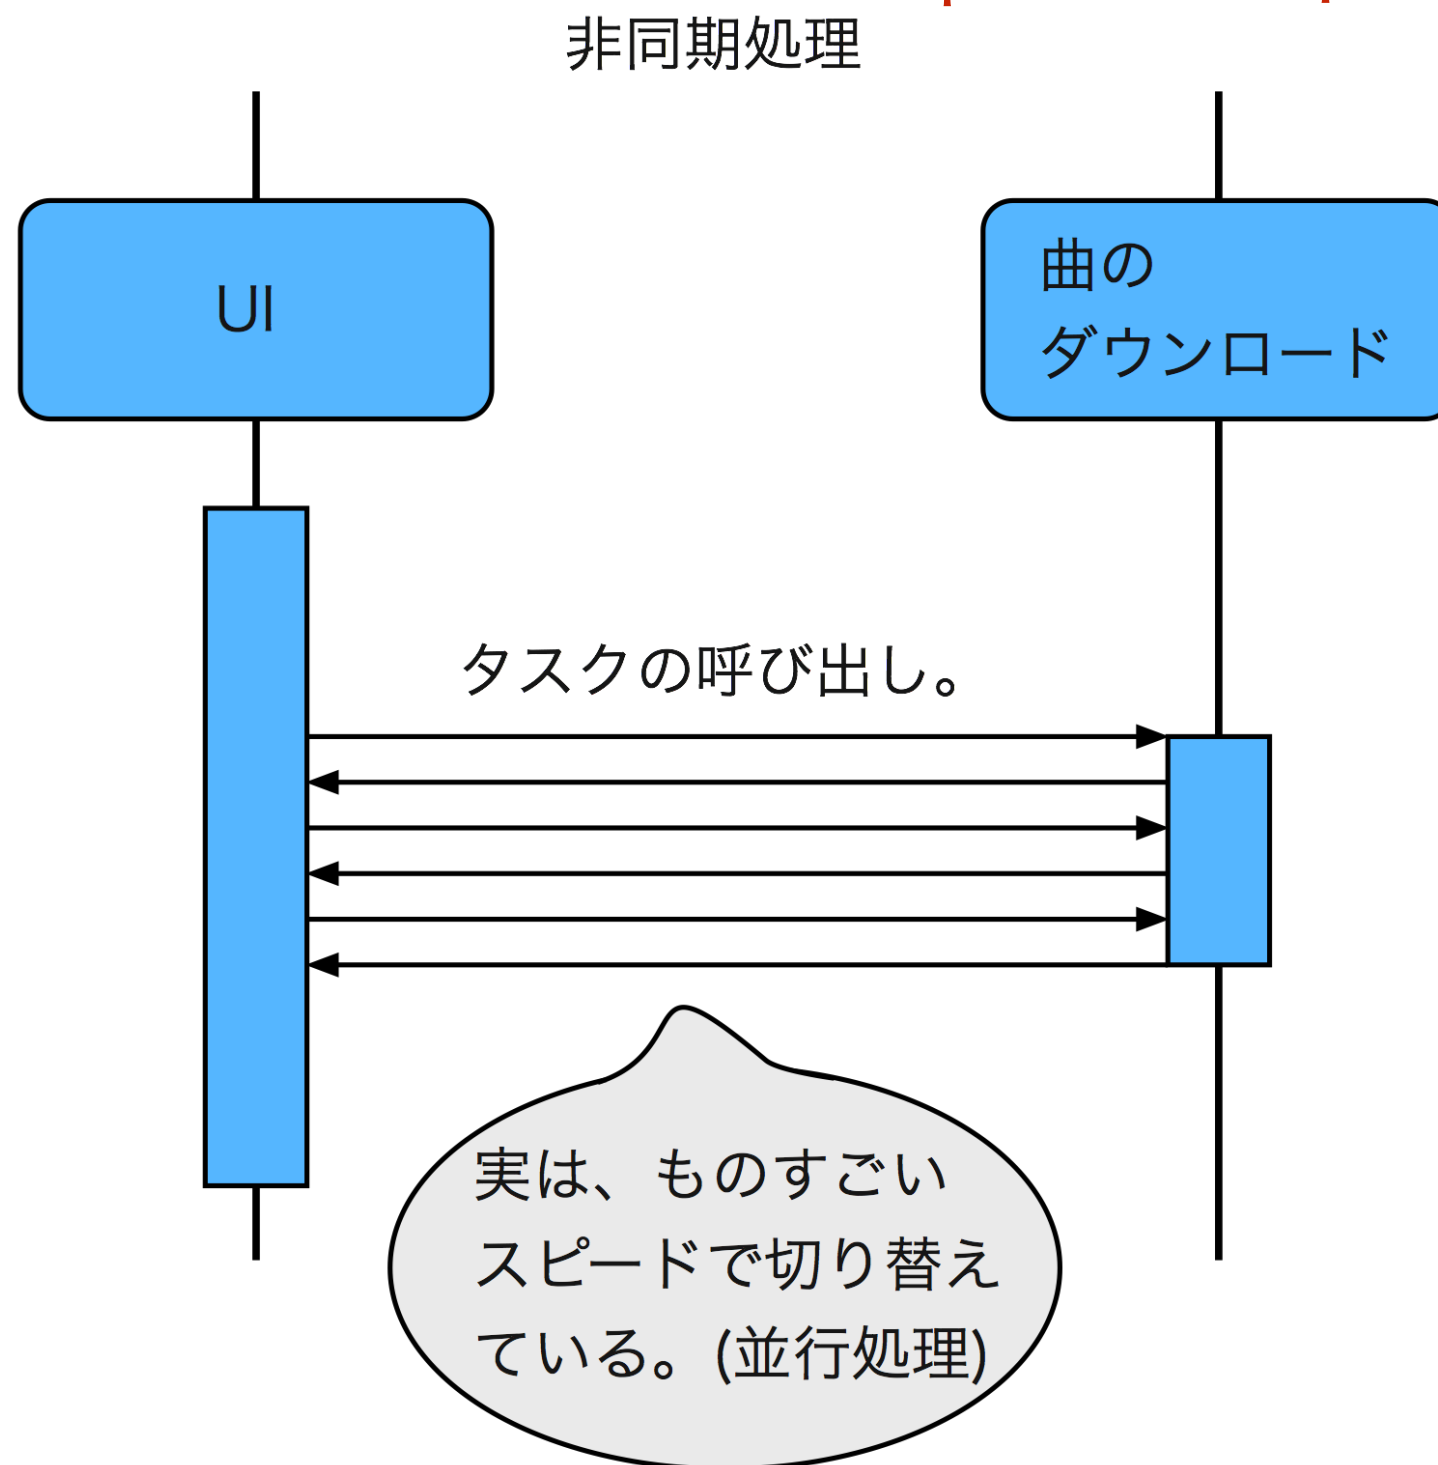 非同期処理
UI
曲の
ダウンロード
タスクの呼び出し。
実は、ものすごい
スピードで切り替え
ている。(並行処理)